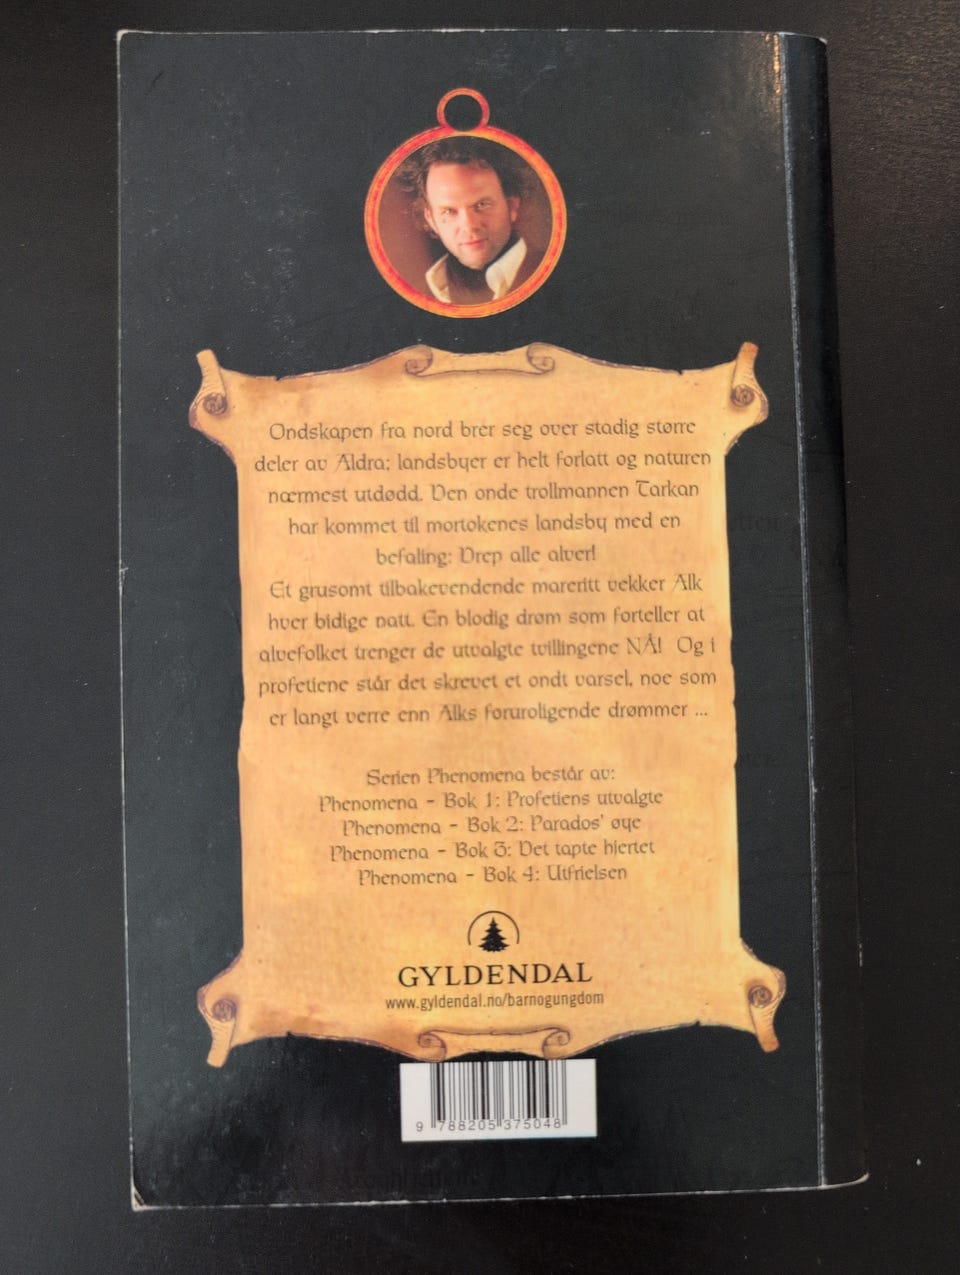 Ondskapen fra nord brer seg over stadig større
deler av Aldra; landsbyer er helt forlatt og naturen
nærmest utdødd. Den onde trollmannen Tarkan
har kommet til mortokenes landsby med en
befaling: Drep alle alver!
Et grusomt tilbakevendende mareritt vekker Alk
hver bidige natt. En blodig drøm som forteller at
alvefolket trenger de utvalgte tvillingene NÅ! Og i
profetiene står det skrevet et ondt varsel, noe som
er langt verre enn Alks foruroligende drømmer ...
Serien Phenomena består av:
Phenomena - Bok 1: Profetiens utvalgte
Phenomena - Bok 2: Parados' øye
Phenomena - Bok 3: Det tapte hjertet
Phenomena - Bok 4: Utfrielsen
GYLDENDAL
www.gyldendal.no/barnogungdom
9 788205 375048